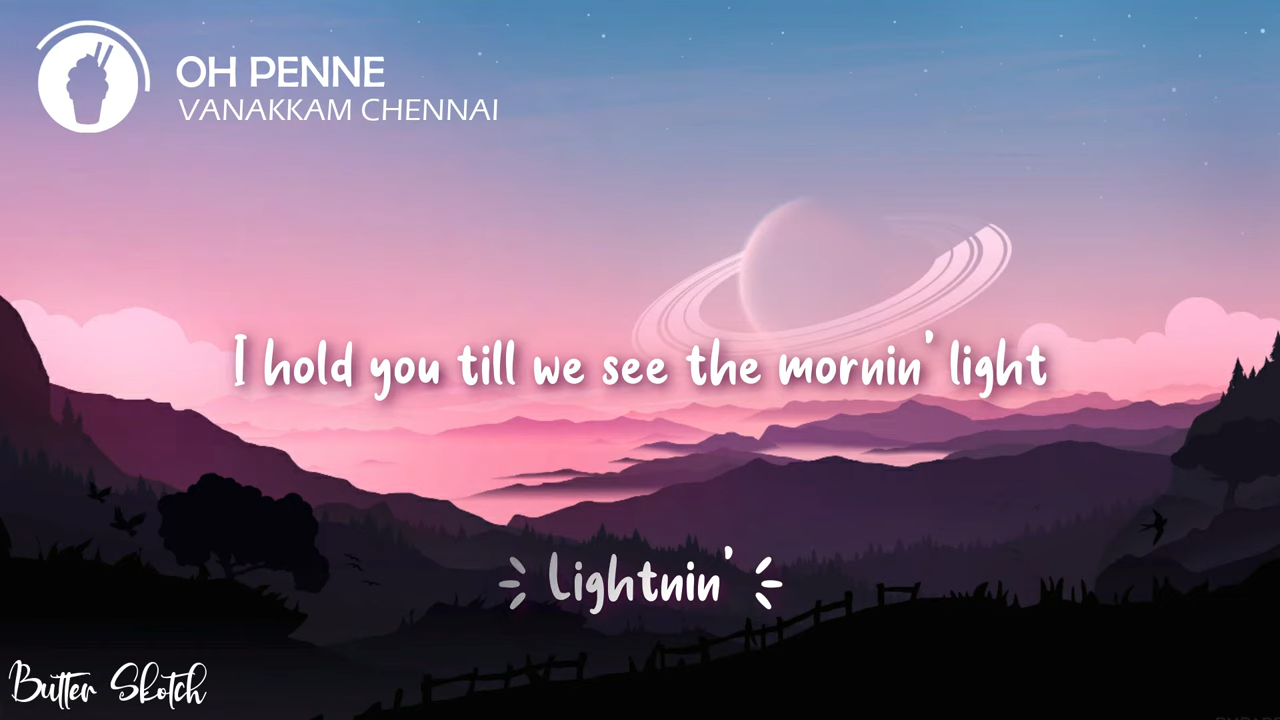 OH PENNE
VANAKKAM CHENNAI
I hold you till we see the mornin' light
Lightnin'
Butter Skotch